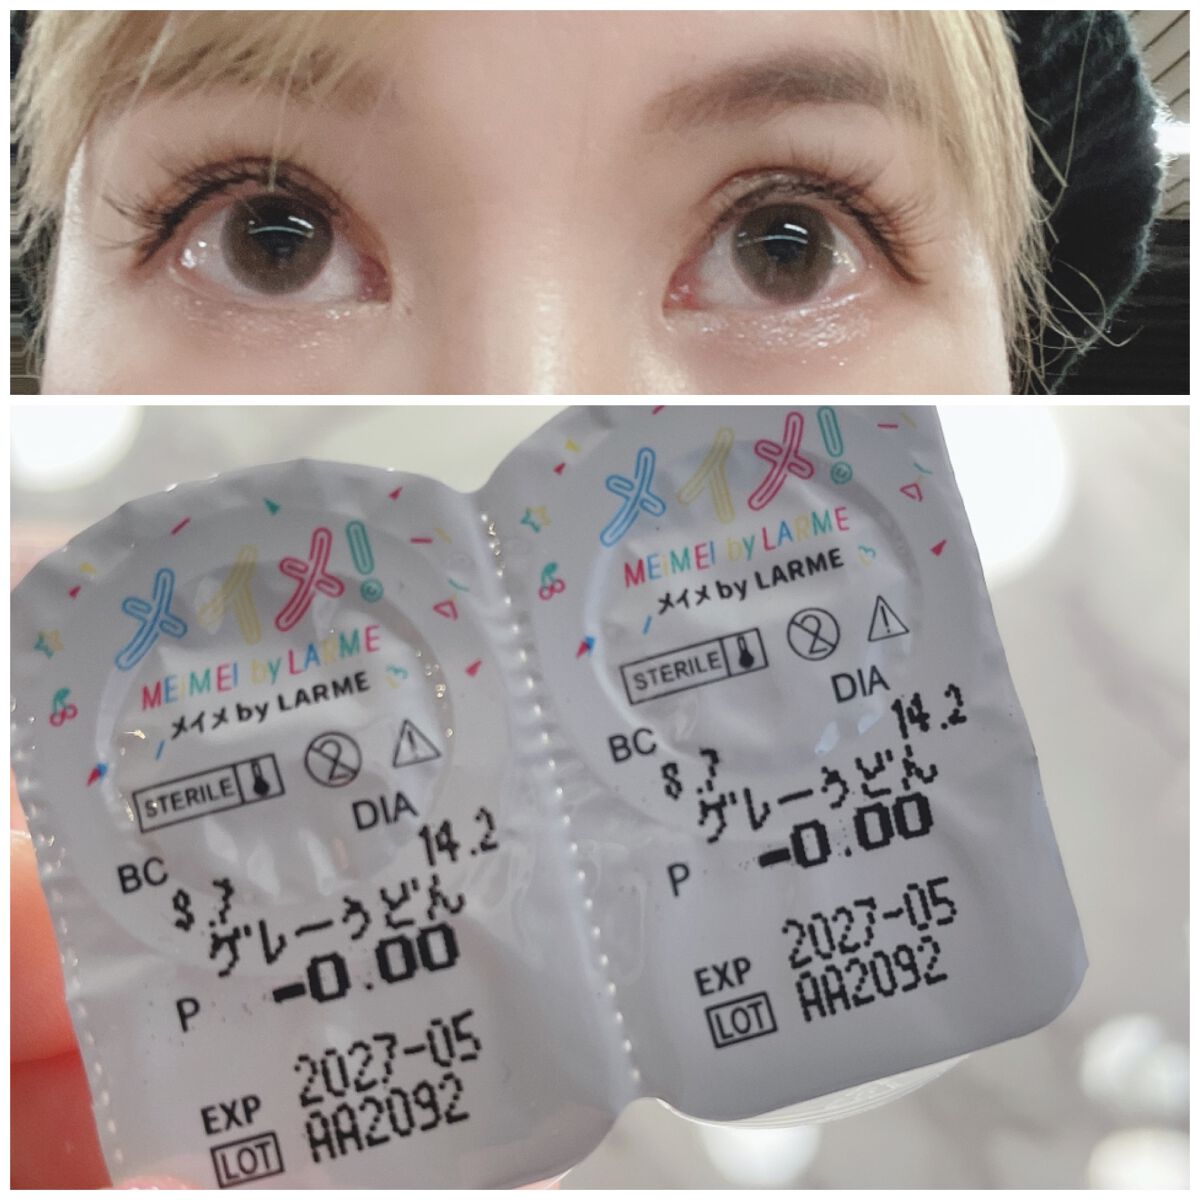 メイメ!
MEiMEI by LARME
メイメ by LARME
STERILE
DIA
14.2
BC
8.7
グレーうどん
P
-0.00
EXP
2027-05
LOT
AA2092
メイメ!
MEiMEI by LARME
メイメ by LARME
STERILE
DIA
14.2
BC
8.7
グレーうどん
P
-0.00
EXP
2027-05
LOT
AA2092